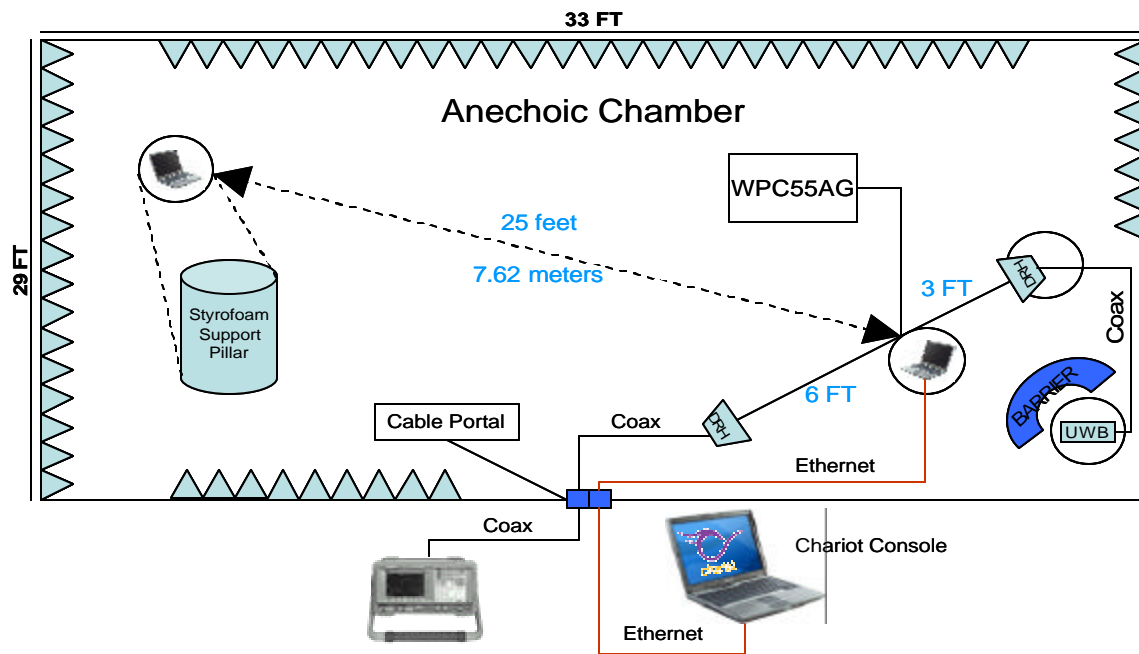 33 FT
Anechoic Chamber
WPC55AG
25 feet
7.62 meters
29 FT
DRH
3 FT
Coax
Styrofoam
Support
Pillar
6 FT
BARRIER
UWB
DRH
Cable Portal
Coax
Ethernet
Coax
Chariot Console
Ethernet